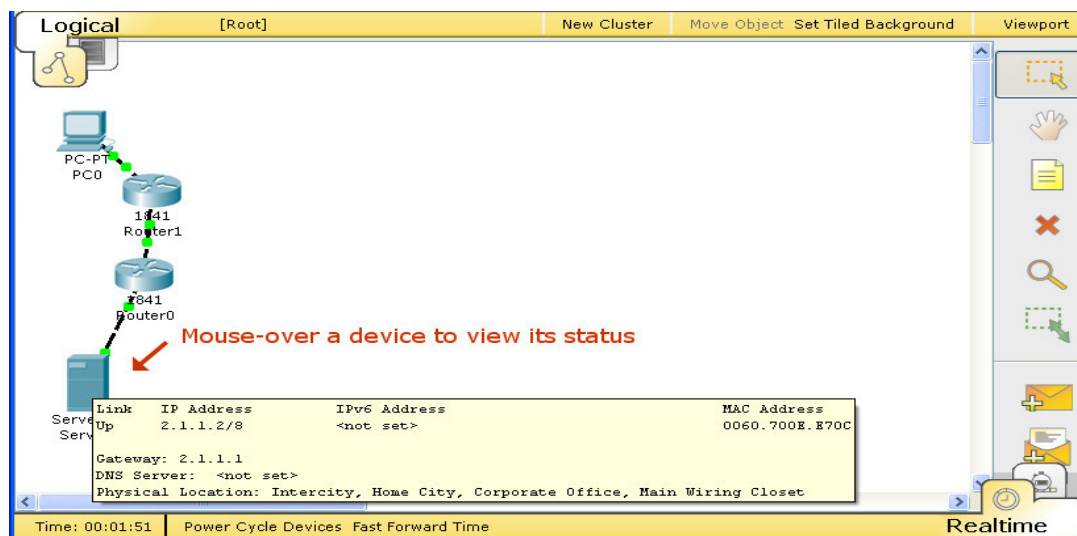 Logical [Root] New Cluster Move Object Set Tiled Background Viewport
PC-PT
PC0
1841
Router1
1841
Router0
Mouse-over a device to view its status
Serve
Serv
Link IP Address IPv6 Address MAC Address
Up 2.1.1.2/8 <not set> 0060.700E.E70C
Gateway: 2.1.1.1
DNS Server: <not set>
Physical Location: Intercity, Home City, Corporate Office, Main Wiring Closet
Time: 00:01:51 Power Cycle Devices Fast Forward Time Realtime